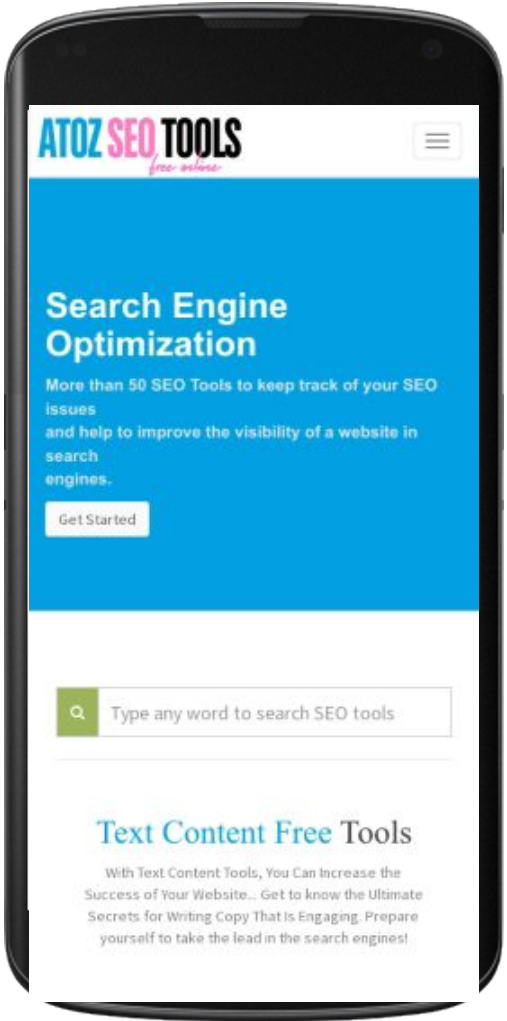 ATOZ SEO TOOLS
free online
Search Engine
Optimization
More than 50 SEO Tools to keep track of your SEO
issues
and help to improve the visibility of a website in
search
engines.
Get Started
Type any word to search SEO tools
Text Content Free Tools
With Text Content Tools, You Can Increase the
Success of Your Website... Get to know the Ultimate
Secrets for Writing Copy That Is Engaging. Prepare
yourself to take the lead in the search engines!